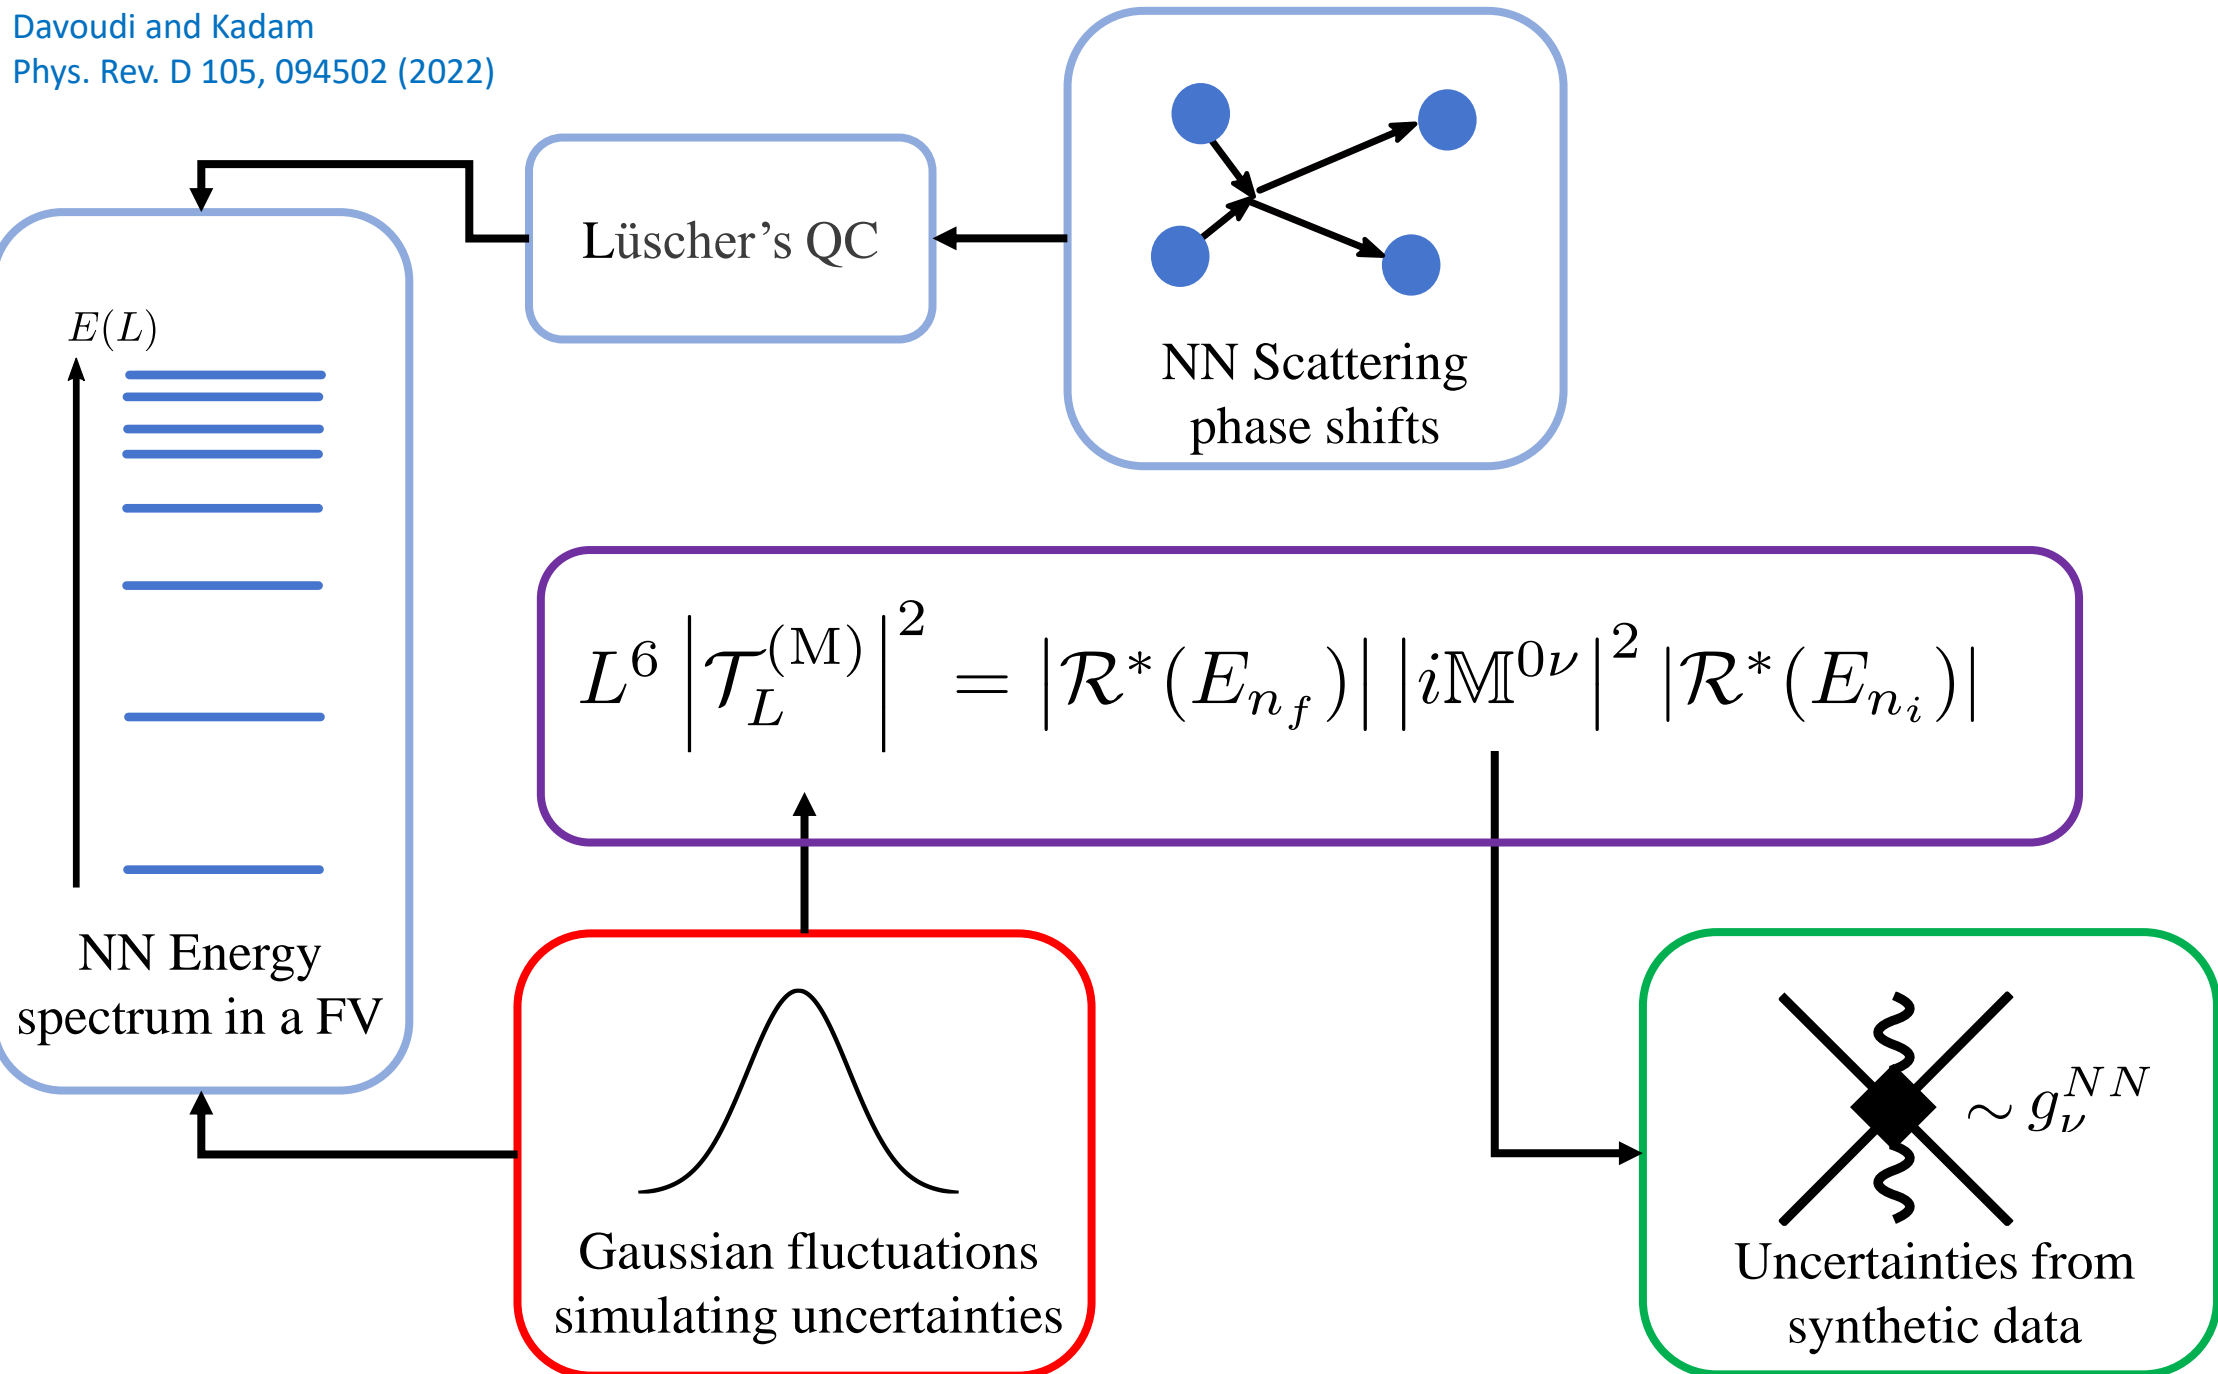 Davoudi and Kadam
Phys. Rev. D 105, 094502 (2022)
Lüscher's QC
NN Scattering
phase shifts
E(L)
NN Energy
spectrum in a FV
L^6 |𝒯_L^{(M)}|^2 = |ℛ*(E_{n_f})| |i𝕄^{0ν}|^2 |ℛ*(E_{n_i})|
Gaussian fluctuations
simulating uncertainties
∼ g_ν^{NN}
Uncertainties from
synthetic data